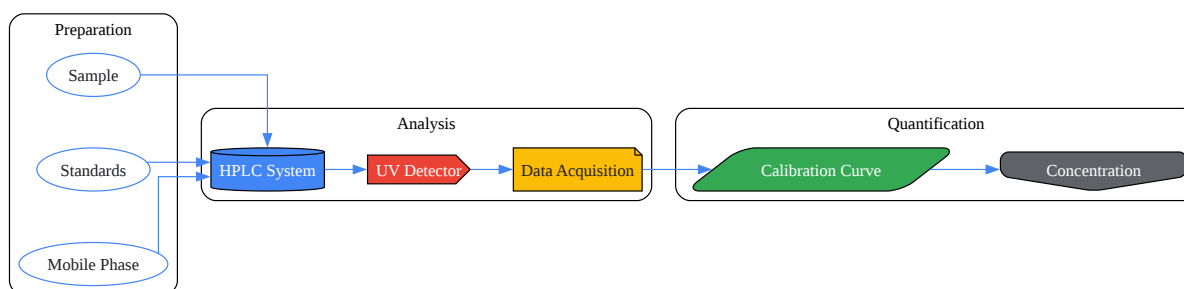 Preparation
Sample
Standards
Mobile Phase
Analysis
HPLC System
UV Detector
Data Acquisition
Quantification
Calibration Curve
Concentration